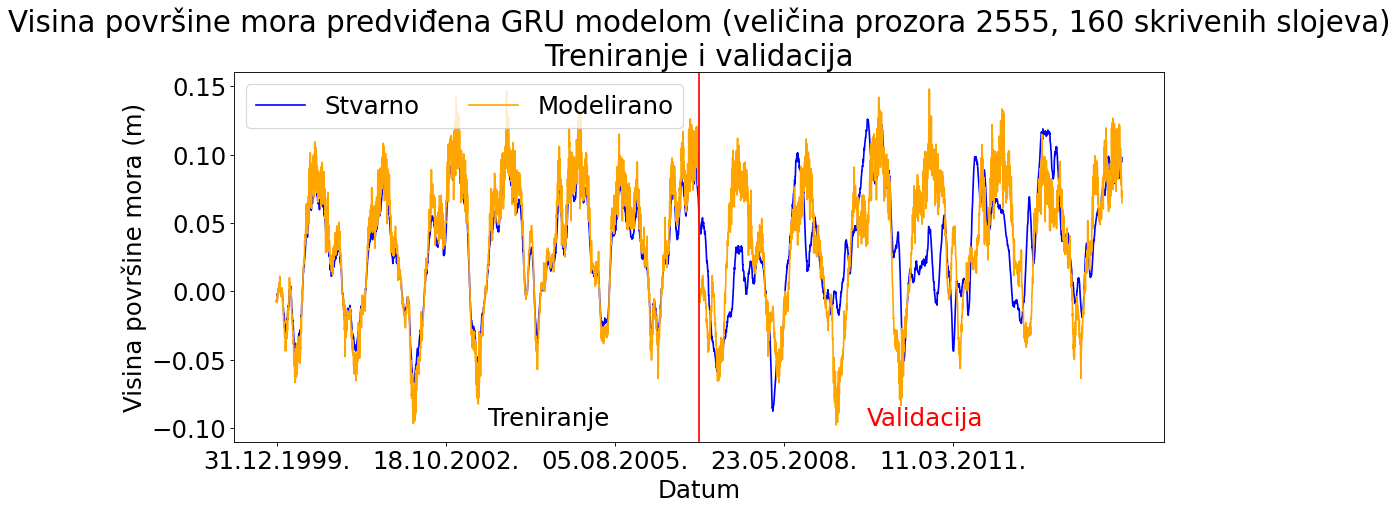 Visina površine mora predviđena GRU modelom (veličina prozora 2555, 160 skrivenih slojeva)
Treniranje i validacija
Stvarno
Modelirano
Visina površine mora (m)
0.15
0.10
0.05
0.00
−0.05
−0.10
Treniranje
Validacija
31.12.1999.
18.10.2002.
05.08.2005.
23.05.2008.
11.03.2011.
Datum